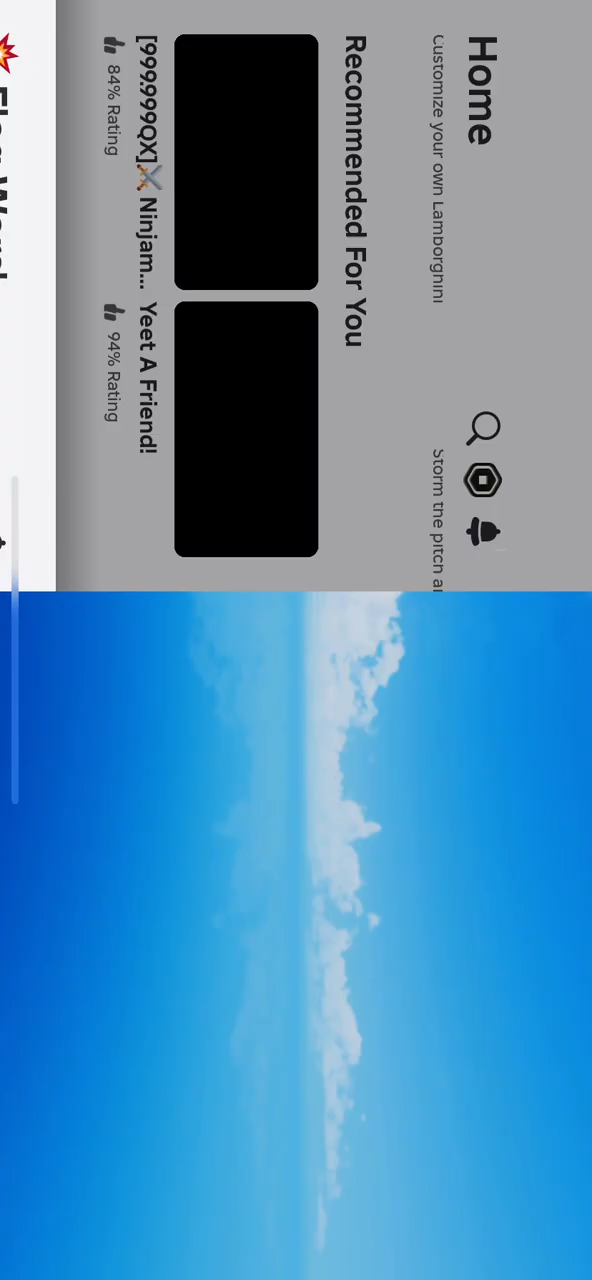 Home
Customize your own Lamborghini
Storm the pitch
Recommended For You
[999.999QX]⚔️ Ninjam...
Yeet A Friend!
84% Rating
94% Rating